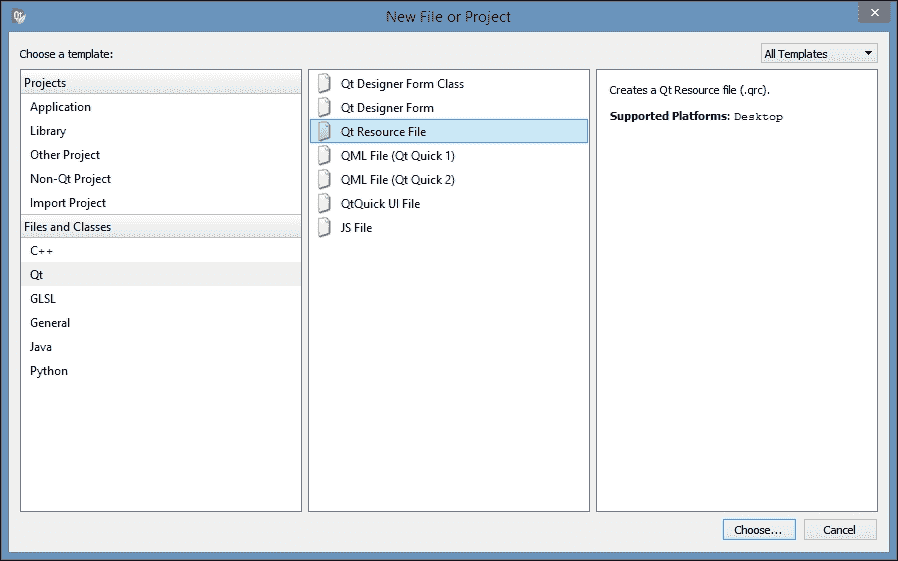 New File or Project
Choose a template:
All Templates
Projects
Application
Library
Other Project
Non-Qt Project
Import Project
Files and Classes
C++
Qt
GLSL
General
Java
Python
Qt Designer Form Class
Qt Designer Form
Qt Resource File
QML File (Qt Quick 1)
QML File (Qt Quick 2)
QtQuick UI File
JS File
Creates a Qt Resource file (.qrc).
Supported Platforms: Desktop
Choose...
Cancel